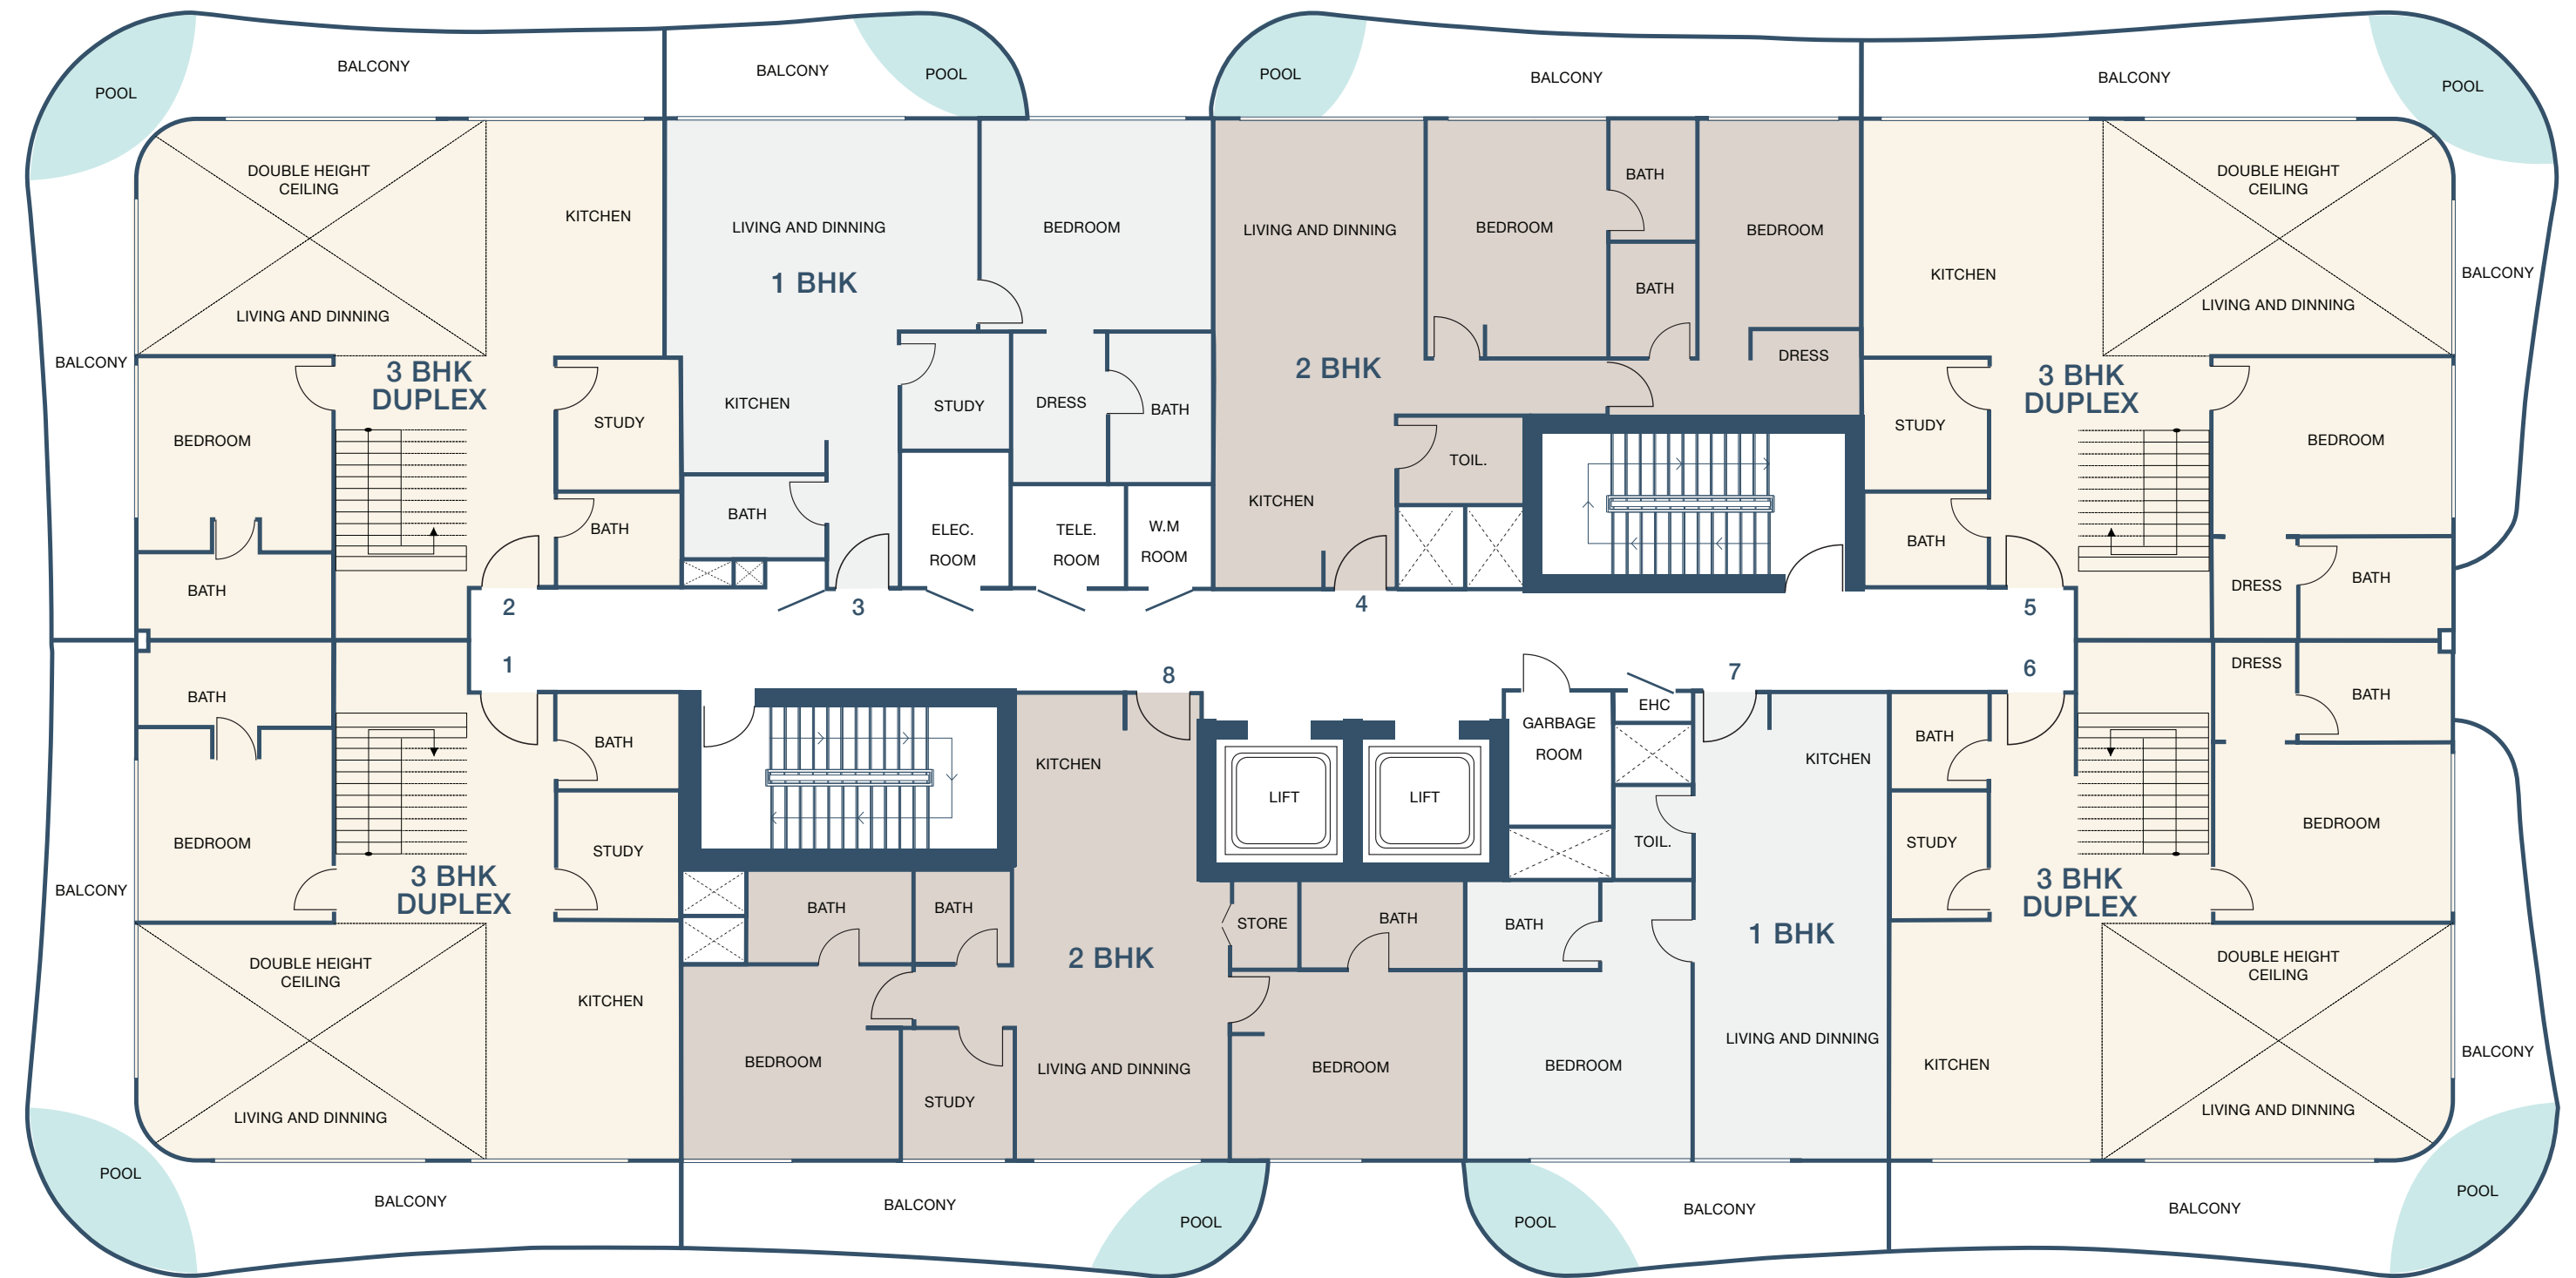 BALCONY
BALCONY
POOL
POOL
BALCONY
BALCONY
POOL
POOL
DOUBLE HEIGHT
CEILING
KITCHEN
LIVING AND DINNING
LIVING AND DINNING
1 BHK
BEDROOM
LIVING AND DINNING
BEDROOM
BATH
BATH
BEDROOM
DRESS
2 BHK
KITCHEN
DOUBLE HEIGHT
CEILING
LIVING AND DINNING
BALCONY
BALCONY
3 BHK
DUPLEX
BEDROOM
STUDY
BATH
BATH
KITCHEN
STUDY
DRESS
BATH
BATH
ELEC.
ROOM
TELE.
ROOM
W.M
ROOM
KITCHEN
TOIL.
STUDY
BATH
3 BHK
DUPLEX
BEDROOM
DRESS
BATH
2
3
4
5
1
8
7
6
BATH
BEDROOM
BALCONY
3 BHK
DUPLEX
BATH
STUDY
KITCHEN
LIFT
LIFT
GARBAGE
ROOM
EHC
TOIL.
KITCHEN
BATH
STUDY
DRESS
BATH
BEDROOM
3 BHK
DUPLEX
DOUBLE HEIGHT
CEILING
LIVING AND DINNING
KITCHEN
BATH
BATH
BEDROOM
STUDY
2 BHK
LIVING AND DINNING
STORE
BATH
BEDROOM
BATH
BEDROOM
1 BHK
LIVING AND DINNING
KITCHEN
DOUBLE HEIGHT
CEILING
LIVING AND DINNING
BALCONY
POOL
BALCONY
BALCONY
POOL
POOL
BALCONY
BALCONY
POOL